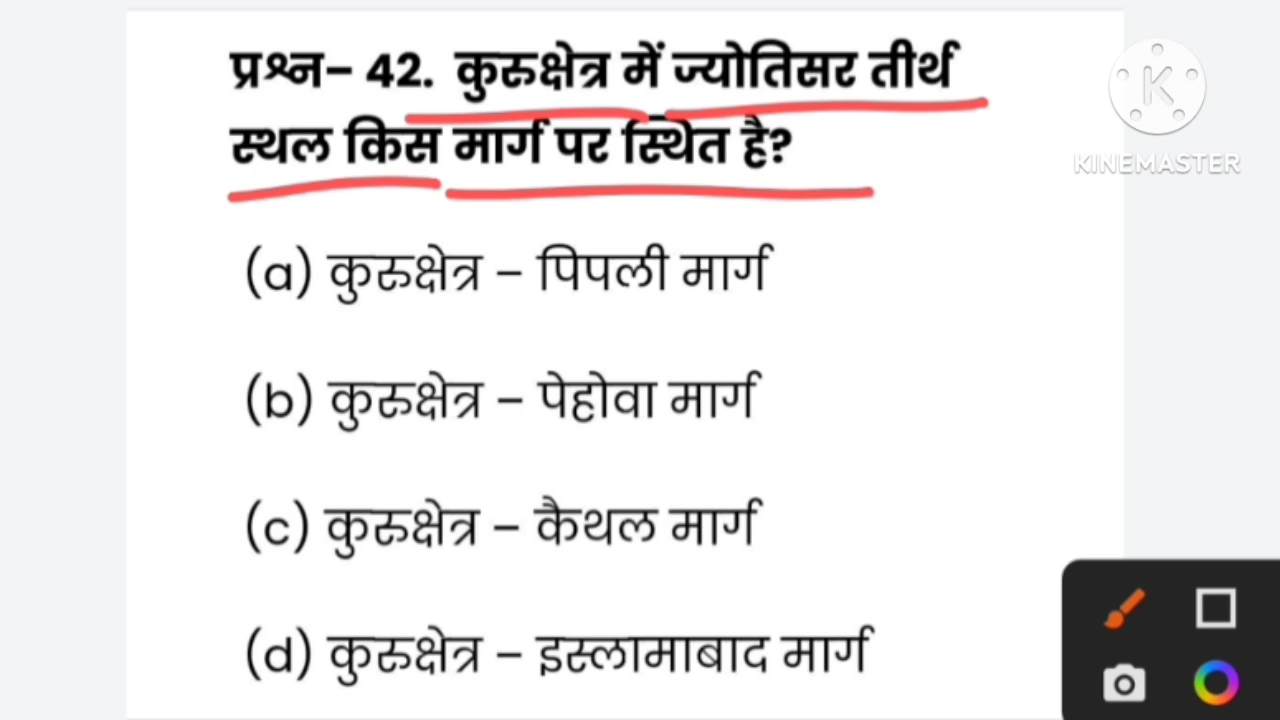 प्रश्न– 42. कुरुक्षेत्र में ज्योतिसर तीर्थ
स्थल किस मार्ग पर स्थित है?
K
KINEMASTER
(a) कुरुक्षेत्र – पिपली मार्ग
(b) कुरुक्षेत्र – पेहोवा मार्ग
(c) कुरुक्षेत्र – कैथल मार्ग
(d) कुरुक्षेत्र – इस्लामाबाद मार्ग